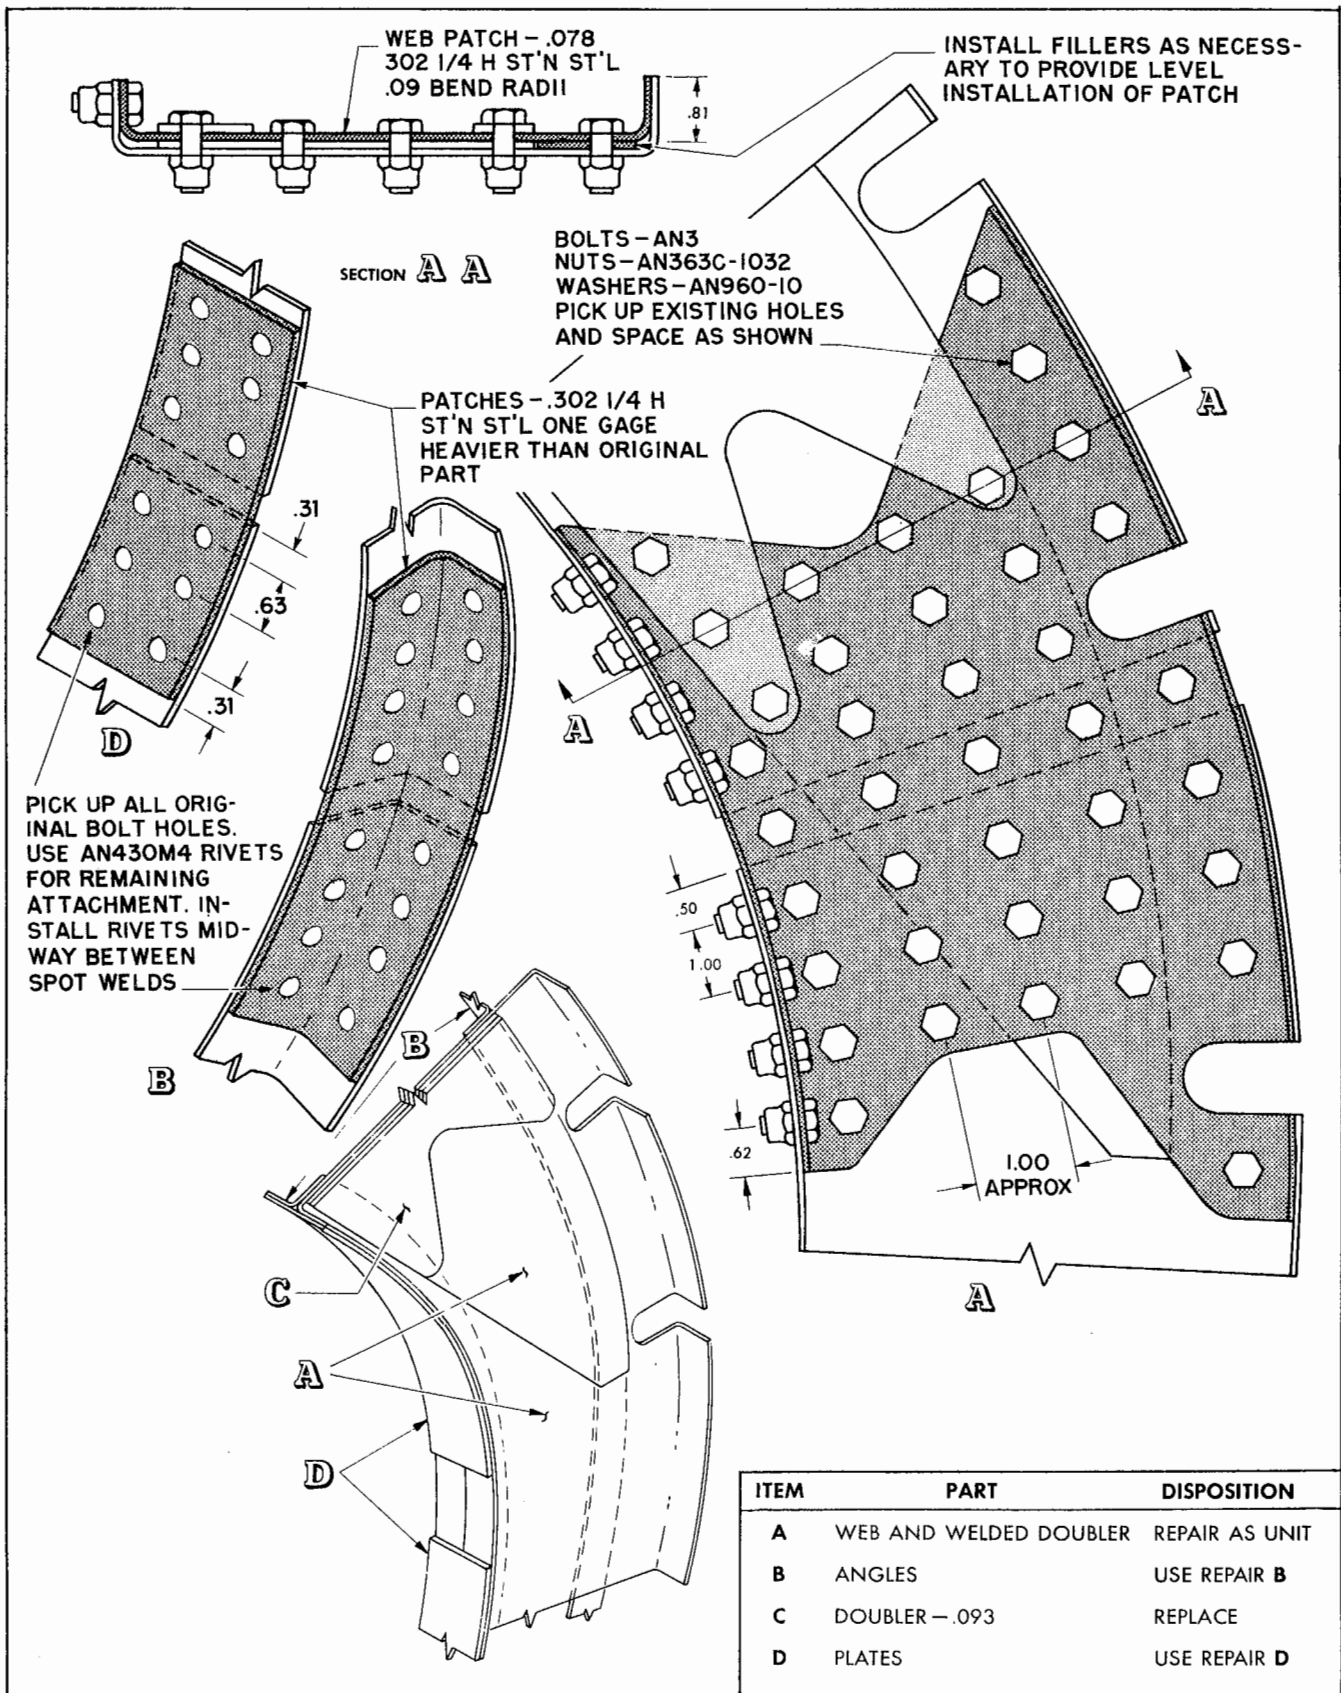 WEB PATCH – .078
302 1/4 H ST'N ST'L
.09 BEND RADII
INSTALL FILLERS AS NECESS-
ARY TO PROVIDE LEVEL
INSTALLATION OF PATCH
.81
SECTION A A
BOLTS – AN3
NUTS – AN363C-1032
WASHERS – AN960-10
PICK UP EXISTING HOLES
AND SPACE AS SHOWN
A
PATCHES – .302 1/4 H
ST'N ST'L ONE GAGE
HEAVIER THAN ORIGINAL
PART
.31
.63
.31
D
A
PICK UP ALL ORIG-
INAL BOLT HOLES.
USE AN430M4 RIVETS
FOR REMAINING
ATTACHMENT. IN-
STALL RIVETS MID-
WAY BETWEEN
SPOT WELDS
.50
1.00
B
B
.62
1.00
APPROX
C
A
A
D
ITEM PART DISPOSITION
A WEB AND WELDED DOUBLER REPAIR AS UNIT
B ANGLES USE REPAIR B
C DOUBLER – .093 REPLACE
D PLATES USE REPAIR D